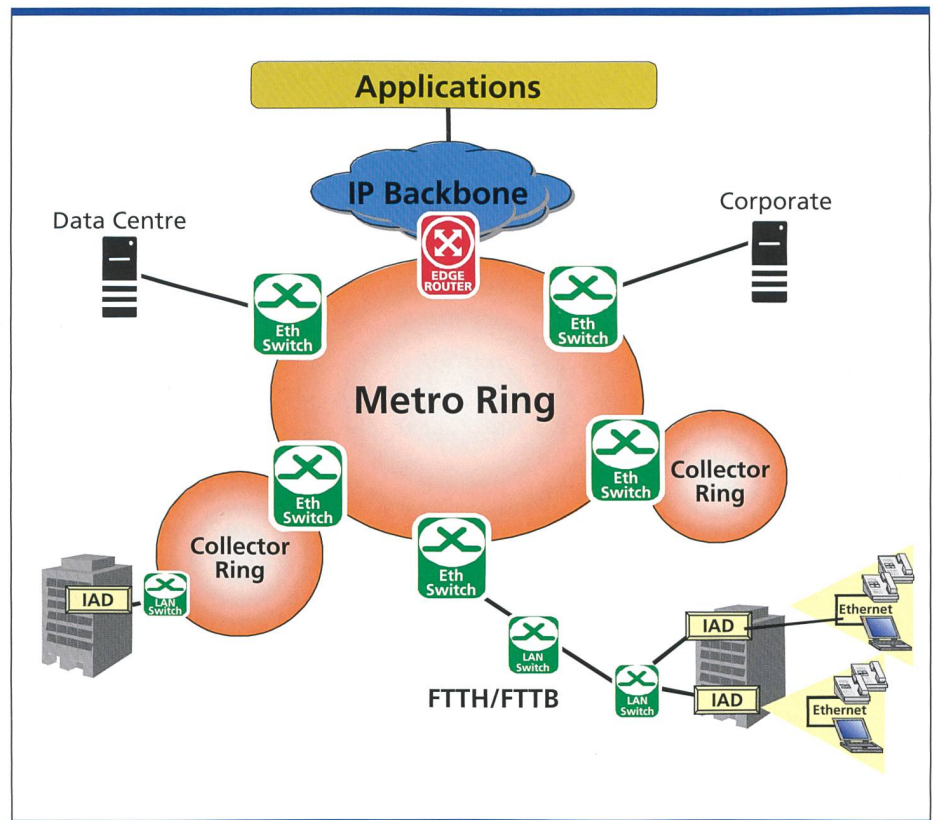 Applications
IP Backbone
Data Centre
Corporate
EDGE
ROUTER
Eth
Switch
Eth
Switch
Metro Ring
Eth
Switch
Eth
Switch
Collector
Ring
Collector
Ring
Eth
Switch
IAD
LAN
Switch
Ethernet
IAD
LAN
Switch
LAN
Switch
FTTH/FTTB
IAD
Ethernet